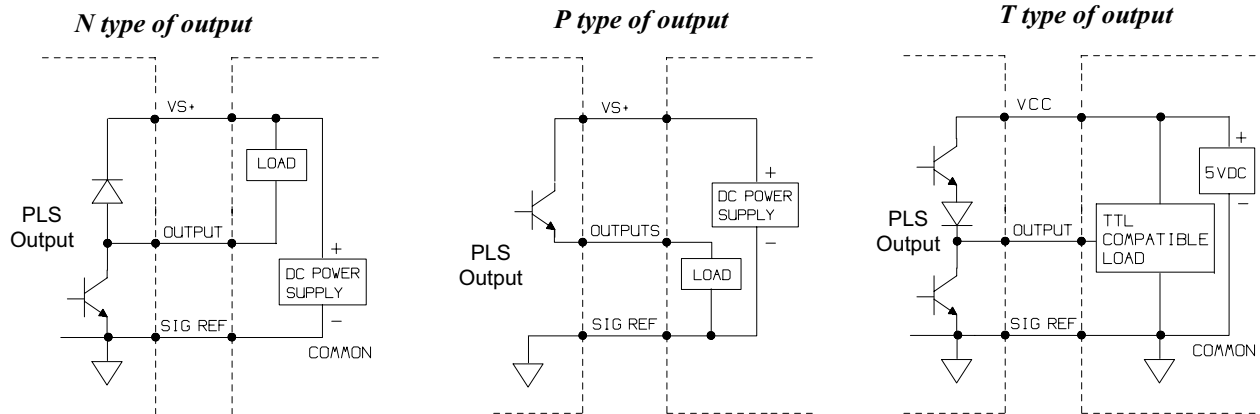 N type of output
VS+
LOAD
PLS
Output
OUTPUT
+
DC POWER
SUPPLY
−
SIG REF
COMMON
P type of output
VS+
+
DC POWER
SUPPLY
−
PLS
Output
OUTPUTS
LOAD
SIG REF
T type of output
VCC
+
5VDC
−
PLS
Output
OUTPUT
TTL
COMPATIBLE
LOAD
SIG REF
COMMON